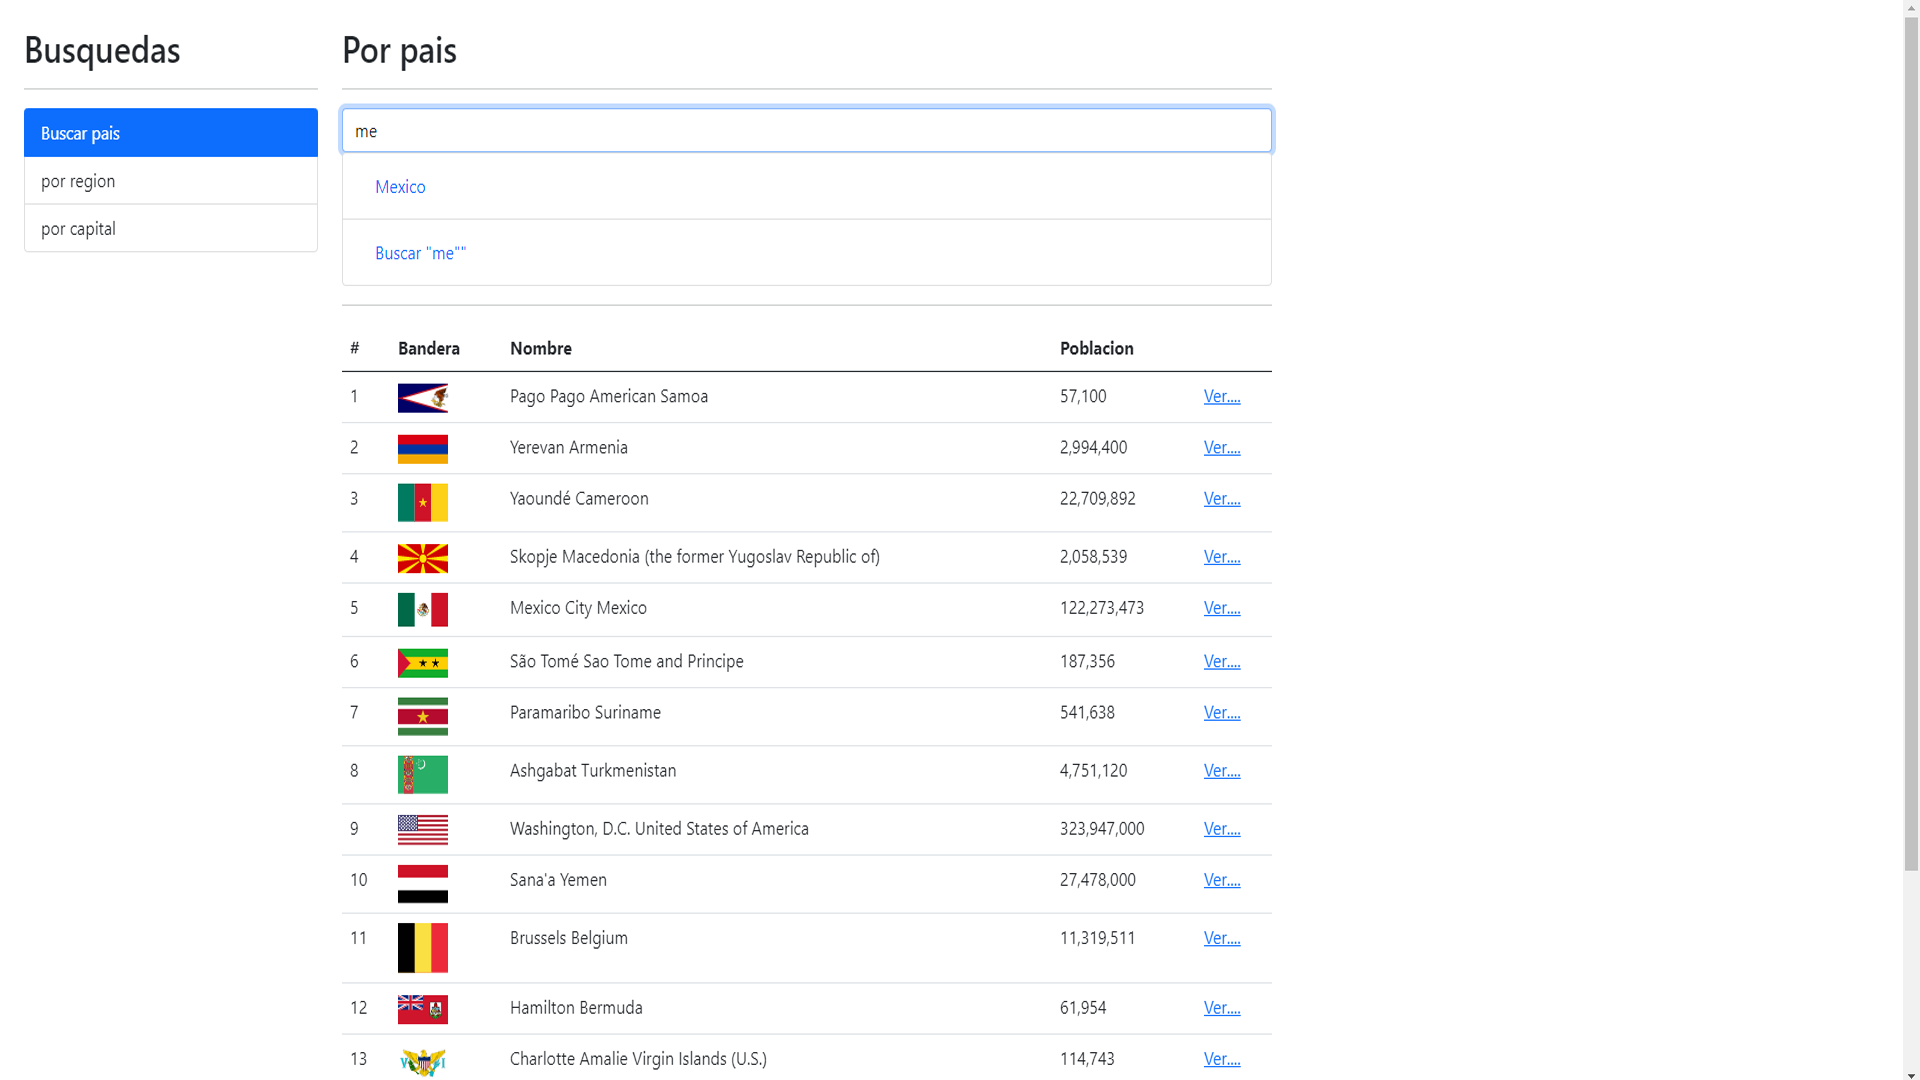 Busquedas
Buscar pais
por region
por capital
Por pais
me
Mexico
Buscar "me""
# Bandera Nombre Poblacion
1 Pago Pago American Samoa 57,100 Ver....
2 Yerevan Armenia 2,994,400 Ver....
3 Yaoundé Cameroon 22,709,892 Ver....
4 Skopje Macedonia (the former Yugoslav Republic of) 2,058,539 Ver....
5 Mexico City Mexico 122,273,473 Ver....
6 São Tomé Sao Tome and Principe 187,356 Ver....
7 Paramaribo Suriname 541,638 Ver....
8 Ashgabat Turkmenistan 4,751,120 Ver....
9 Washington, D.C. United States of America 323,947,000 Ver....
10 Sana'a Yemen 27,478,000 Ver....
11 Brussels Belgium 11,319,511 Ver....
12 Hamilton Bermuda 61,954 Ver....
13 V I Charlotte Amalie Virgin Islands (U.S.) 114,743 Ver....